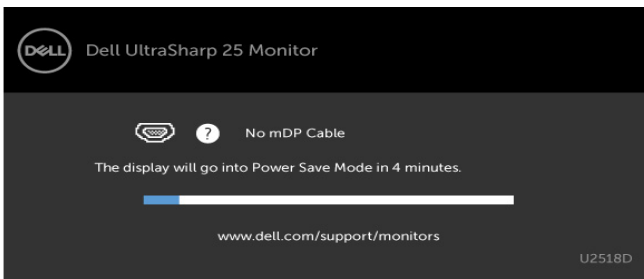 DELL
Dell UltraSharp 25 Monitor
? No mDP Cable
The display will go into Power Save Mode in 4 minutes.
www.dell.com/support/monitors
U2518D